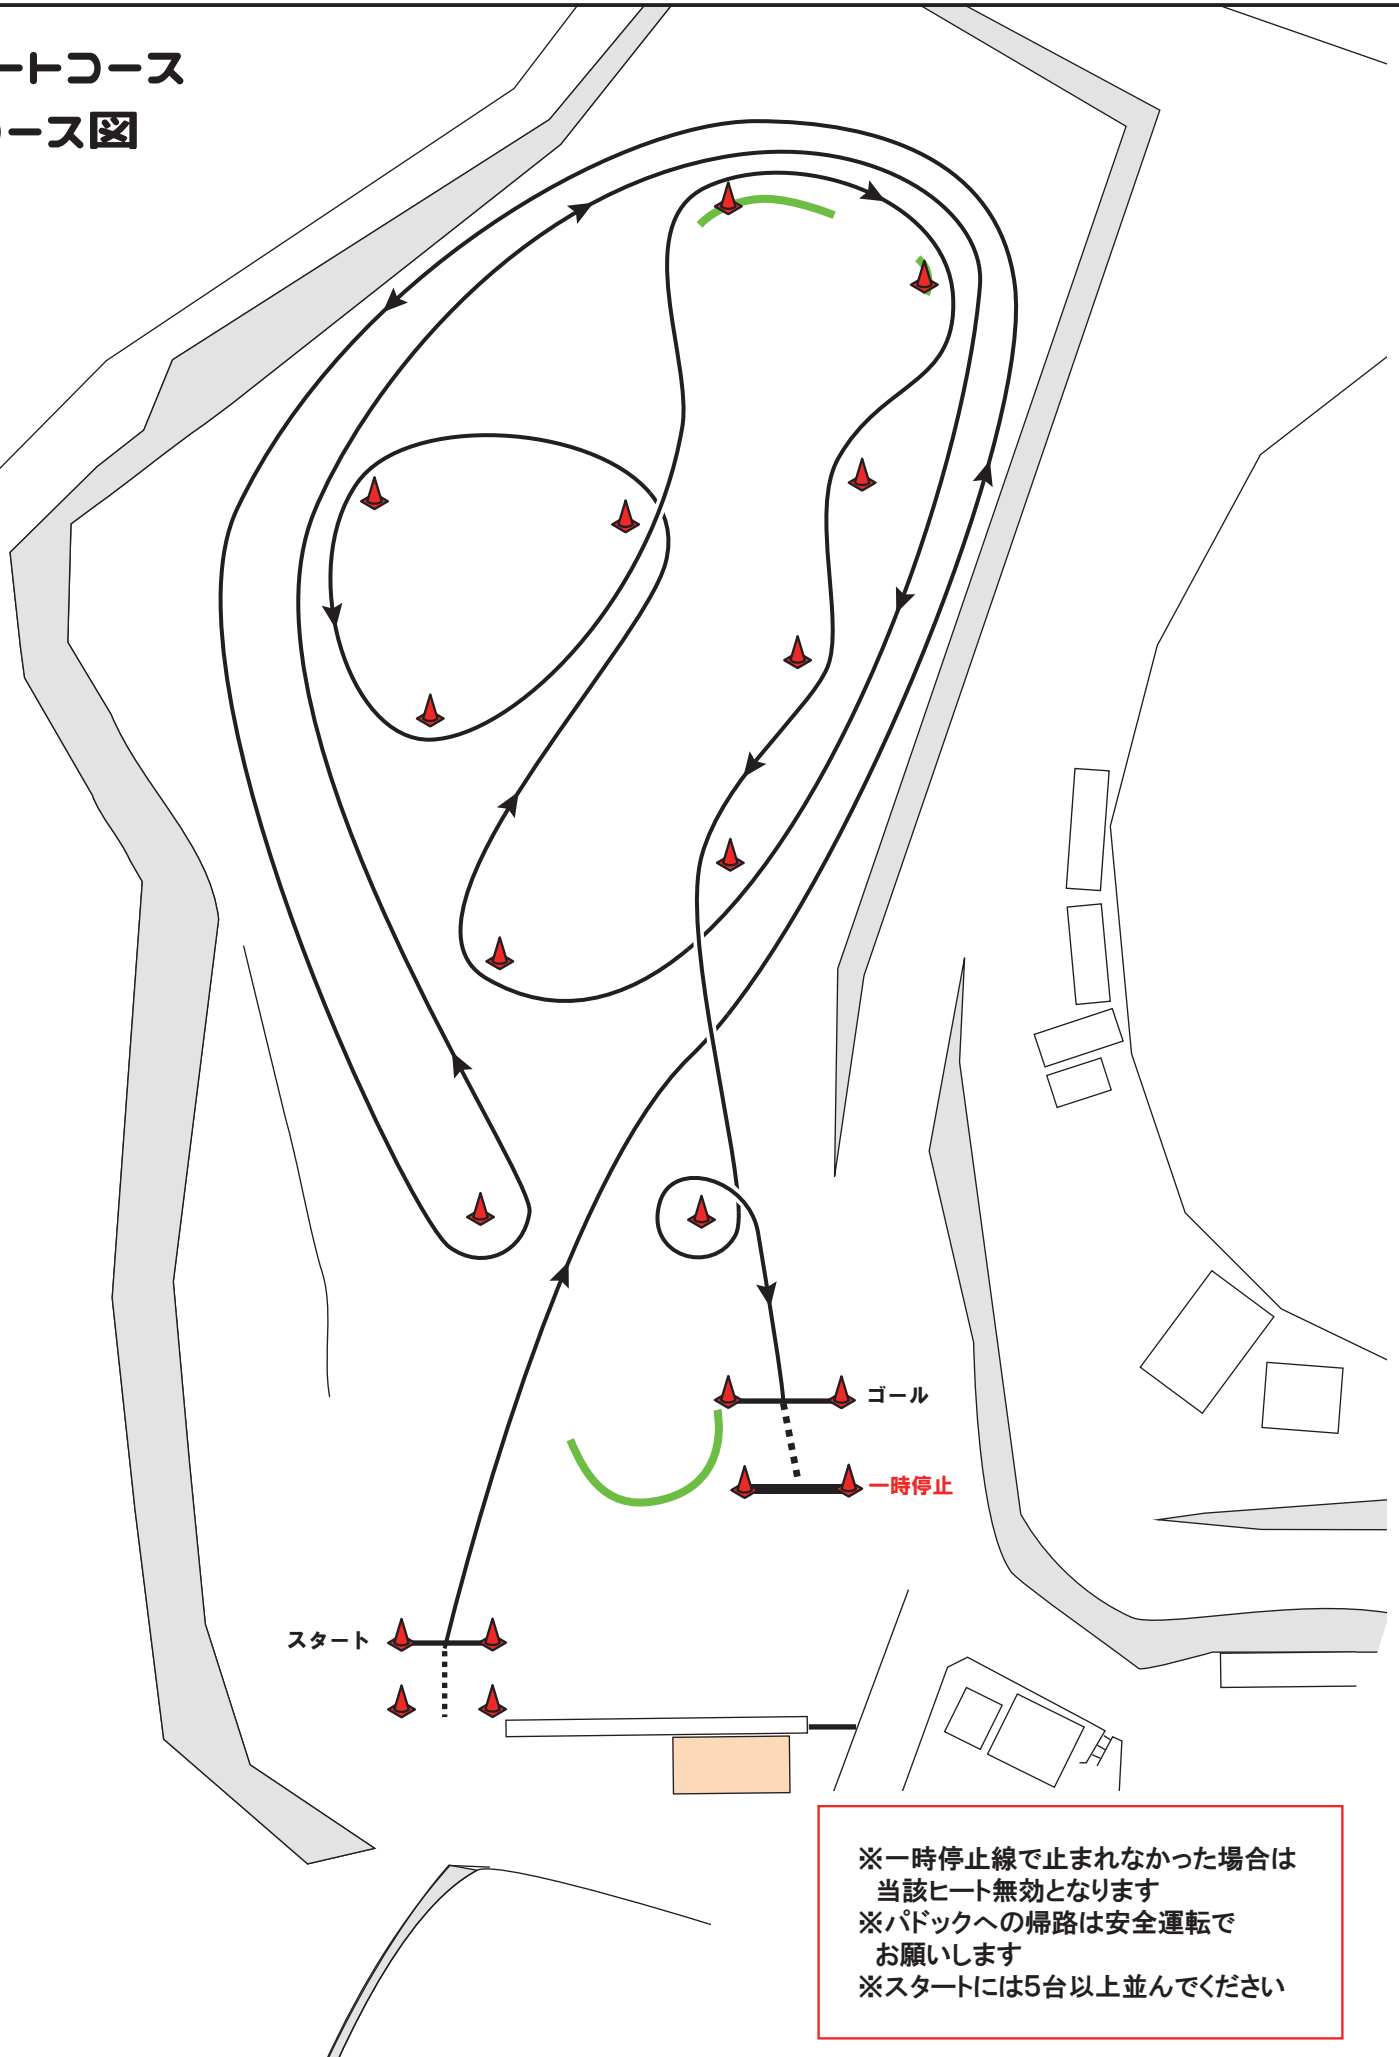 ートコース
ース図
ゴール
一時停止
スタート
※一時停止線で止まれなかった場合は
当該ヒート無効となります
※パドックへの帰路は安全運転で
お願いします
※スタートには5台以上並んでください